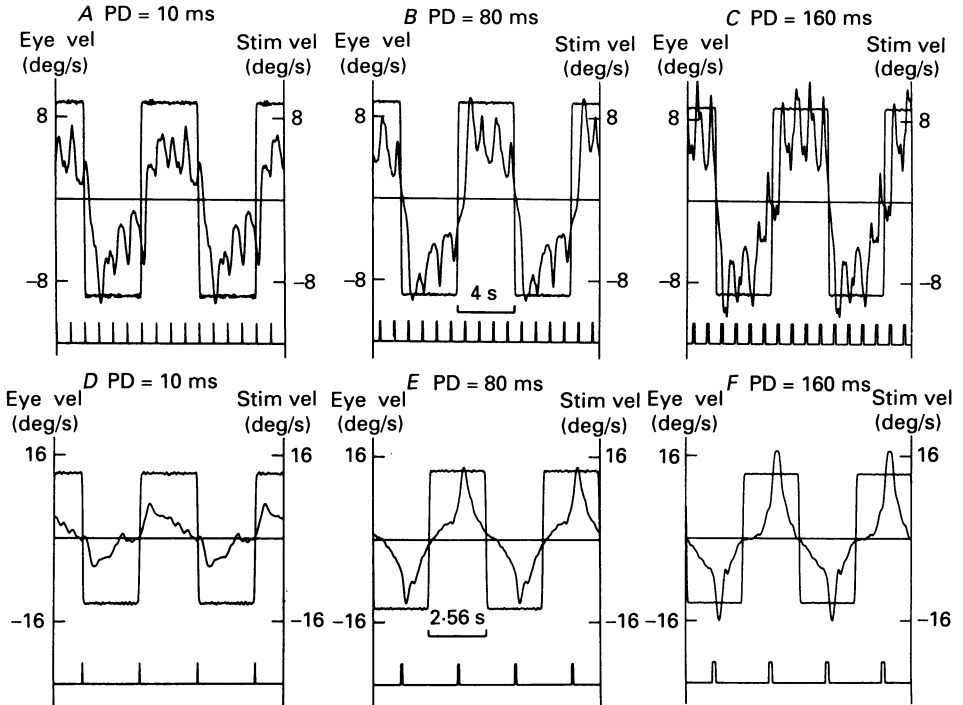 A PD = 10 ms
B PD = 80 ms
C PD = 160 ms
Eye vel
(deg/s)
Stim vel
(deg/s)
Eye vel
(deg/s)
Stim vel
(deg/s)
Eye vel
(deg/s)
Stim vel
(deg/s)
8
8
8
8
8
8
-8
-8
-8
-8
-8
-8
4 s
D PD = 10 ms
E PD = 80 ms
F PD = 160 ms
Eye vel
(deg/s)
Stim vel
(deg/s)
Eye vel
(deg/s)
Stim vel
(deg/s)
Eye vel
(deg/s)
Stim vel
(deg/s)
16
16
16
16
16
16
-16
-16
-16
-16
-16
-16
2·56 s